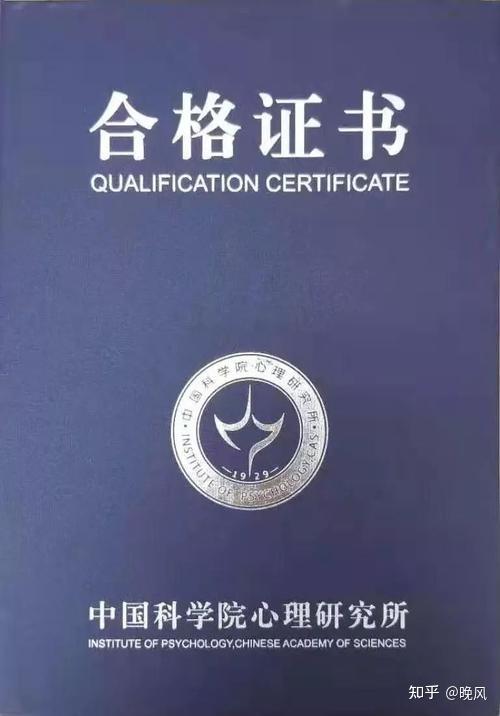 合格证书
QUALIFICATION CERTIFICATE
中国科学院心理研究所
1929
INSTITUTE OF PSYCHOLOGY,CAS
中国科学院心理研究所
INSTITUTE OF PSYCHOLOGY,CHINESE ACADEMY OF SCIENCES
知乎 @晚风